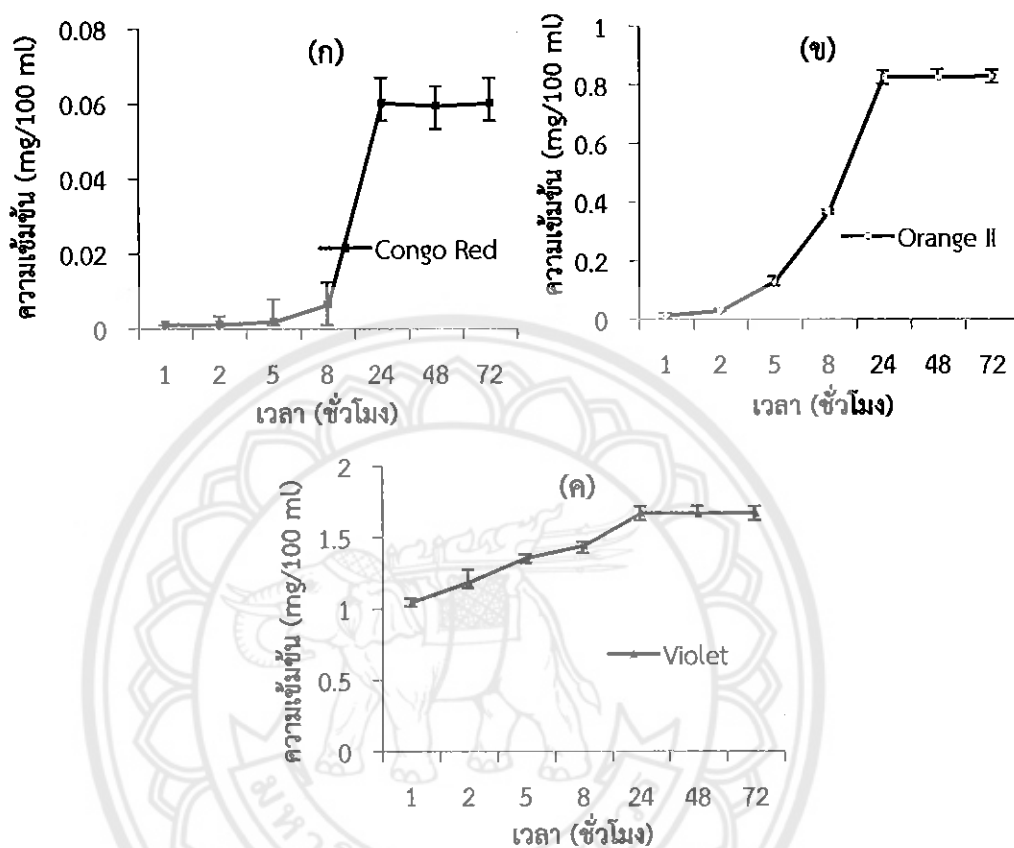 (ก)
ความเข้มข้น (mg/100 ml)
0.08
0.06
0.04
0.02
0
Congo Red
1 2 5 8 24 48 72
เวลา (ชั่วโมง)
(ข)
ความเข้มข้น (mg/100 ml)
1
0.8
0.6
0.4
0.2
0
Orange II
1 2 5 8 24 48 72
เวลา (ชั่วโมง)
(ค)
ความเข้มข้น (mg/100 ml)
2
1.5
1
0.5
0
Violet
1 2 5 8 24 48 72
เวลา (ชั่วโมง)